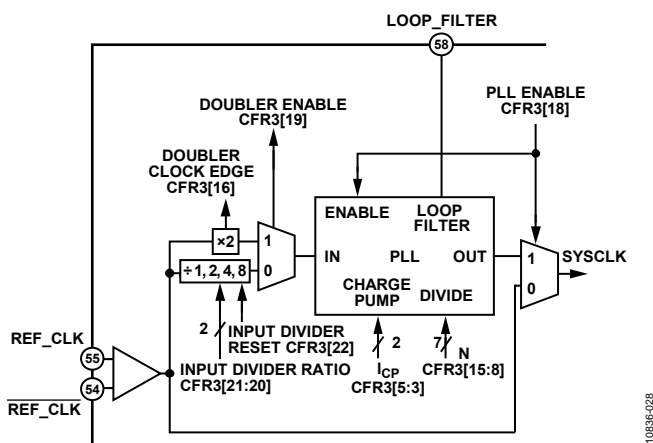 LOOP_FILTER
58
DOUBLER ENABLE
CFR3[19]
PLL ENABLE
CFR3[18]
DOUBLER
CLOCK EDGE
CFR3[16]
ENABLE
LOOP
FILTER
×2
1
IN
PLL
OUT
1
SYSCLK
÷1, 2, 4, 8
0
0
CHARGE
PUMP
DIVIDE
2
INPUT DIVIDER
RESET CFR3[22]
2
7
N
REF_CLK
55
INPUT DIVIDER RATIO
CFR3[21:20]
ICP
CFR3[5:3]
CFR3[15:8]
54
REF_CLK
10836-028